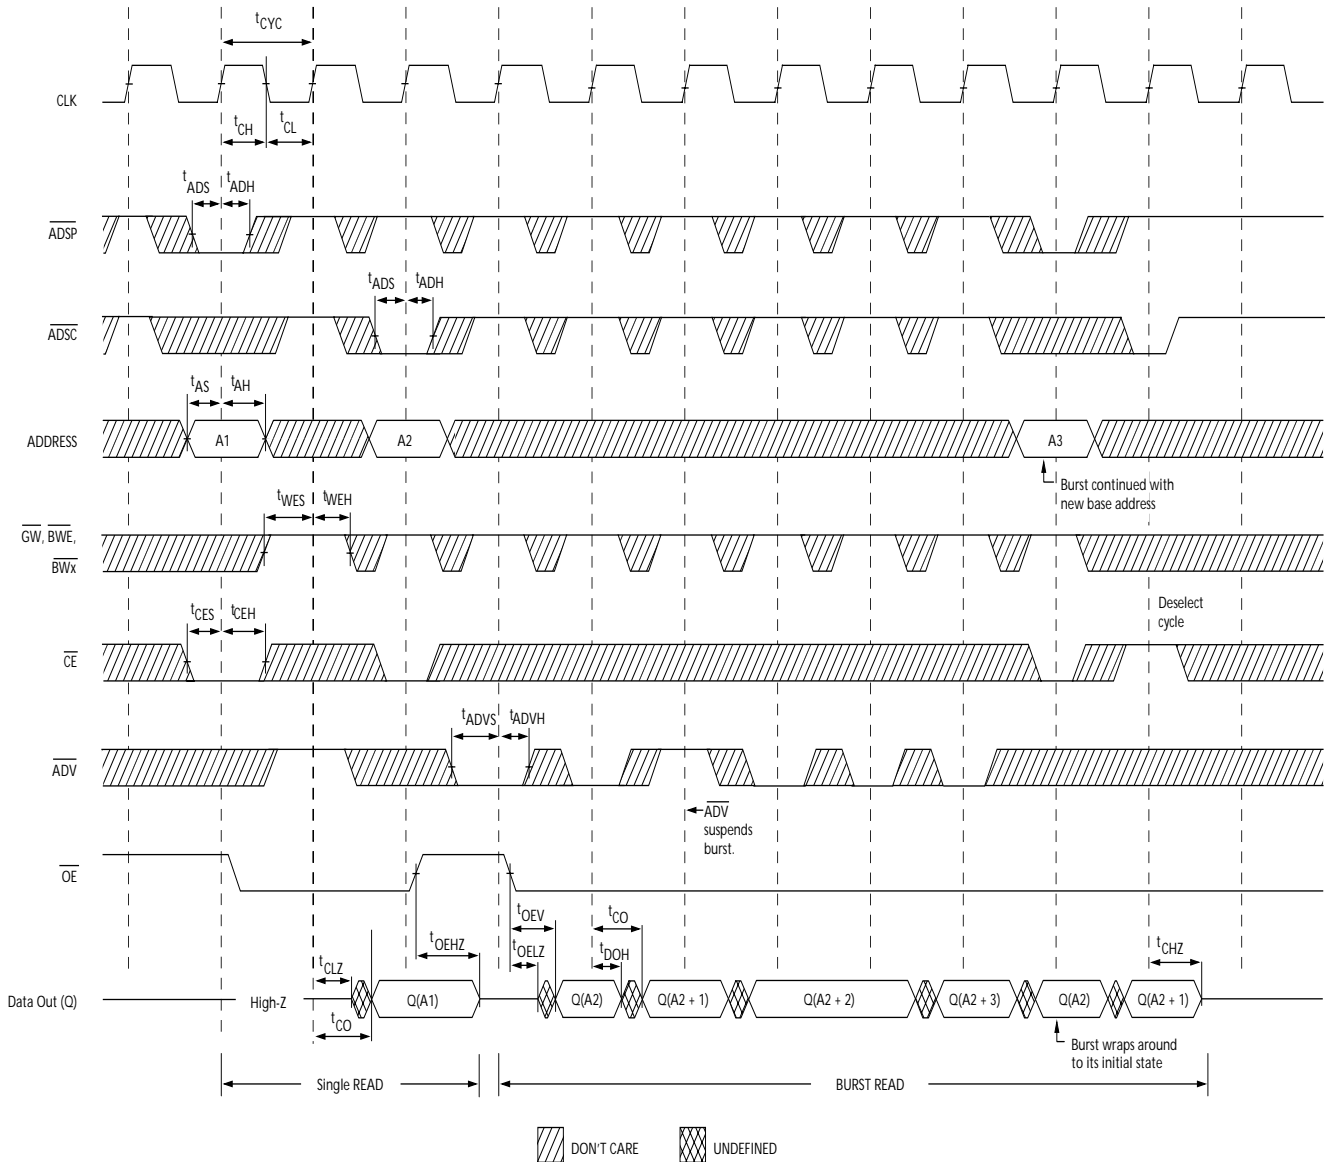 tCYC
CLK
tCH
tCL
tADS
tADH
ADSP
tADS
tADH
ADSC
tAS
tAH
ADDRESS
A1
A2
A3
Burst continued with
new base address
tWES
tWEH
GW, BWE,
BWx
Deselect
cycle
tCES
tCEH
CE
tADVS
tADVH
ADV
ADV
suspends
burst.
OE
tOEV
tCO
tOEHZ
tOELZ
tDOH
tCHZ
tCLZ
Data Out (Q)
High-Z
Q(A1)
Q(A2)
Q(A2 + 1)
Q(A2 + 2)
Q(A2 + 3)
Q(A2)
Q(A2 + 1)
tCO
Burst wraps around
to its initial state
Single READ
BURST READ
DON'T CARE
UNDEFINED